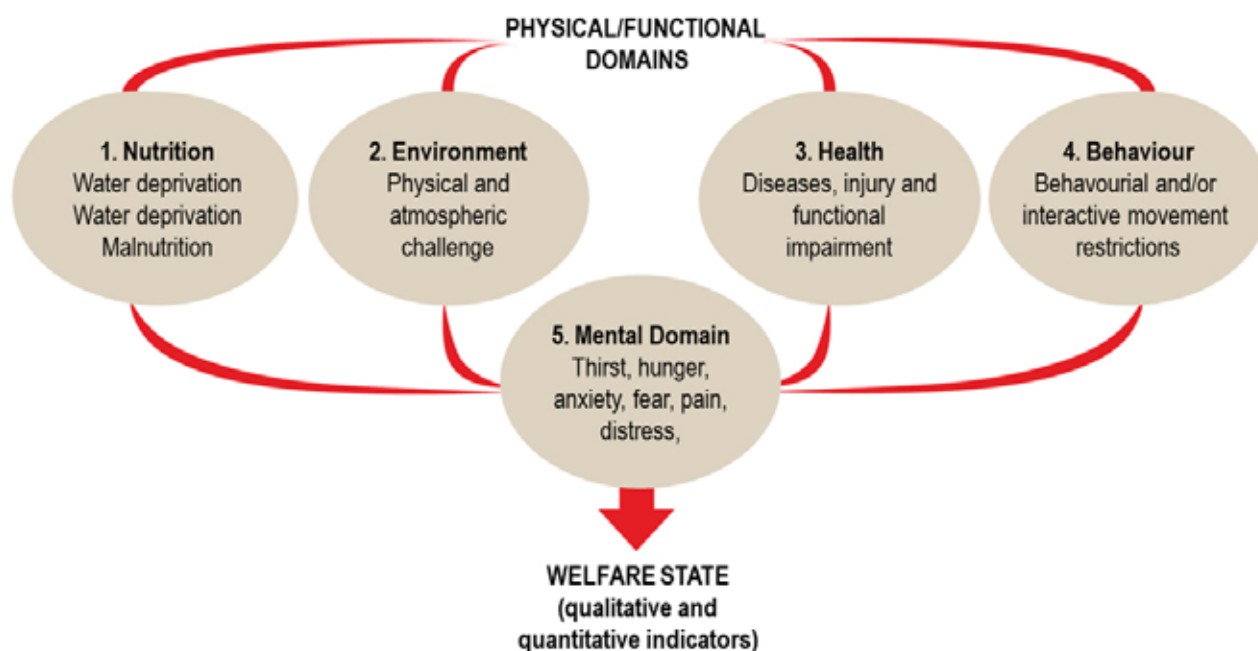 PHYSICAL/FUNCTIONAL
DOMAINS
1. Nutrition
Water deprivation
Water deprivation
Malnutrition
2. Environment
Physical and
atmospheric
challenge
3. Health
Diseases, injury and
functional
impairment
4. Behaviour
Behavourial and/or
interactive movement
restrictions
5. Mental Domain
Thirst, hunger,
anxiety, fear, pain,
distress,
WELFARE STATE
(qualitative and
quantitative indicators)